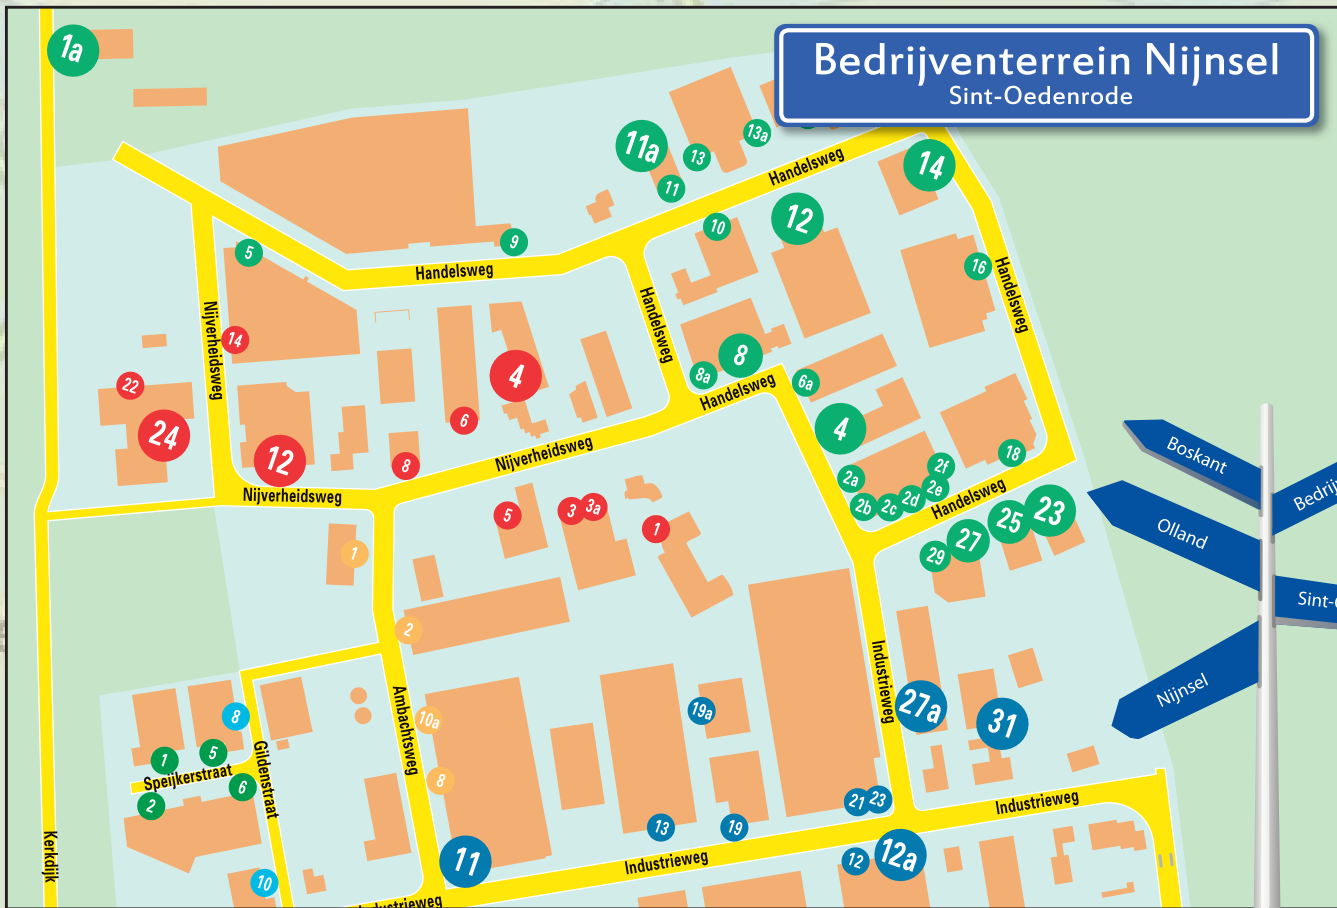 Bedrijventerrein Nijnsel
Sint-Oedenrode
1a
11a
13
13a
11
Handelsweg
14
10
12
5
9
Handelsweg
16
Handelsweg
Nijverheidsweg
14
Handelsweg
8
8a
Handelsweg
6a
22
4
6
24
12
8
Nijverheidsweg
4
2a
2f
2e
2d
2c
2b
18
Handelsweg
Nijverheidsweg
5
3
3a
1
23
25
27
29
1
2
Industrieweg
Boskant
Bedrij
Olland
Sint-
Nijnsel
8
Ambachtsweg
10a
19a
27a
31
1
5
Speijkerstraat
6
2
Gildenstraat
8
Kerkdijk
13
19
21
23
Industrieweg
11
Industrieweg
12
12a
10
Industrieweg